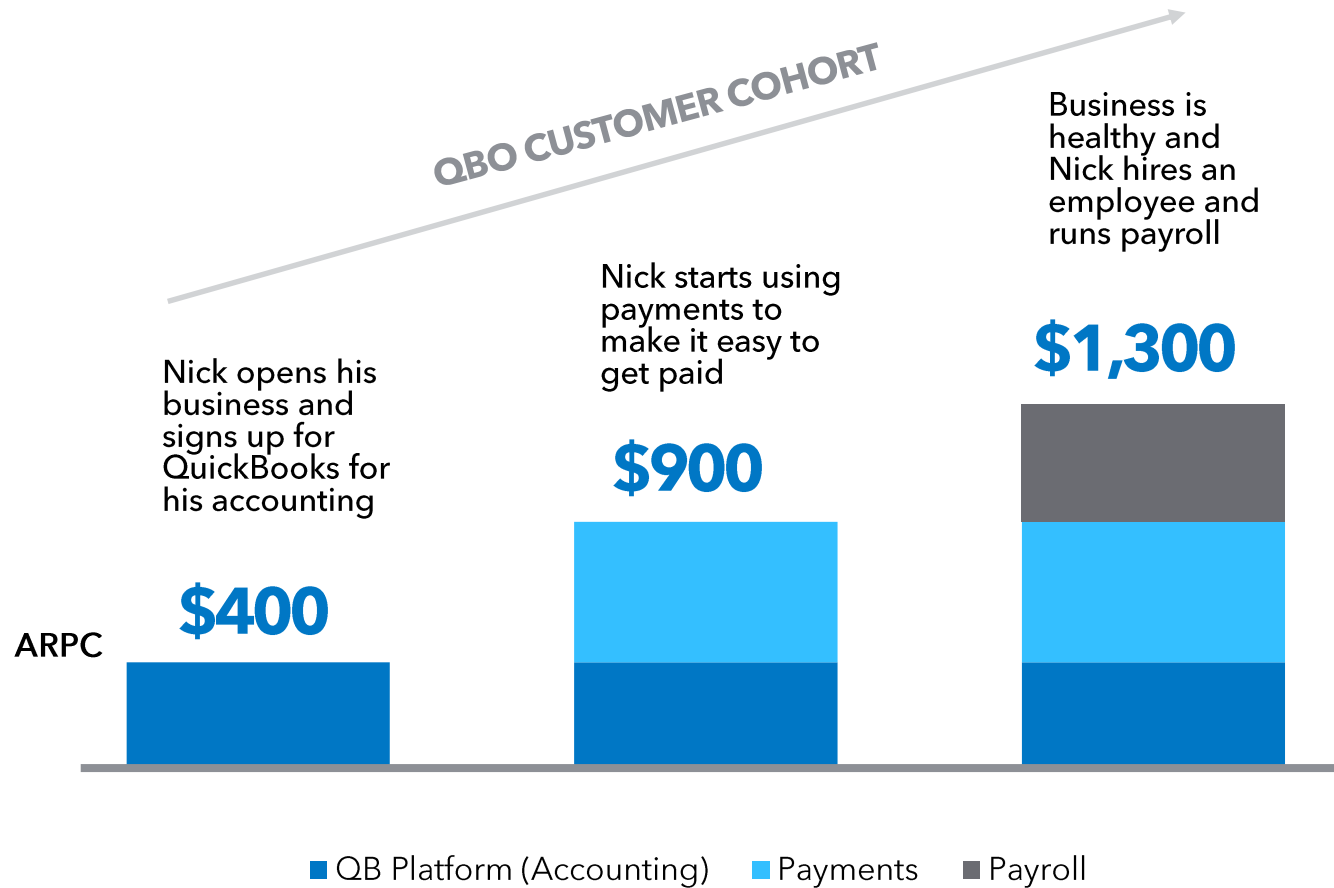 QBO CUSTOMER COHORT
Nick opens his
business and
signs up for
QuickBooks for
his accounting
$400
Nick starts using
payments to
make it easy to
get paid
$900
Business is
healthy and
Nick hires an
employee and
runs payroll
$1,300
ARPC
QB Platform (Accounting)
Payments
Payroll